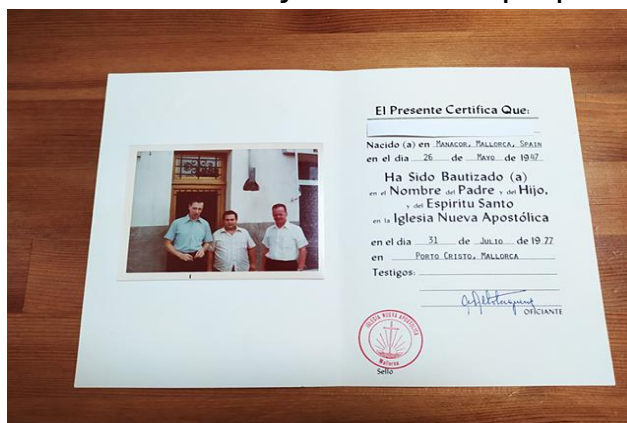 El Presente Certifica Que:
Nacido (a) en MANACOR, MALLORCA, SPAIN
en el dia 26 de MAYO de 1947
Ha Sido Bautizado (a)
en el Nombre del Padre y del Hijo,
y del Espiritu Santo
en la Iglesia Nueva Apostólica
en el dia 31 de JULIO de 1977
en PORTO CRISTO, MALLORCA
Testigos:
OFICIANTE
IGLESIA NUEVA APOSTÓLICA
Mallorca
Sello